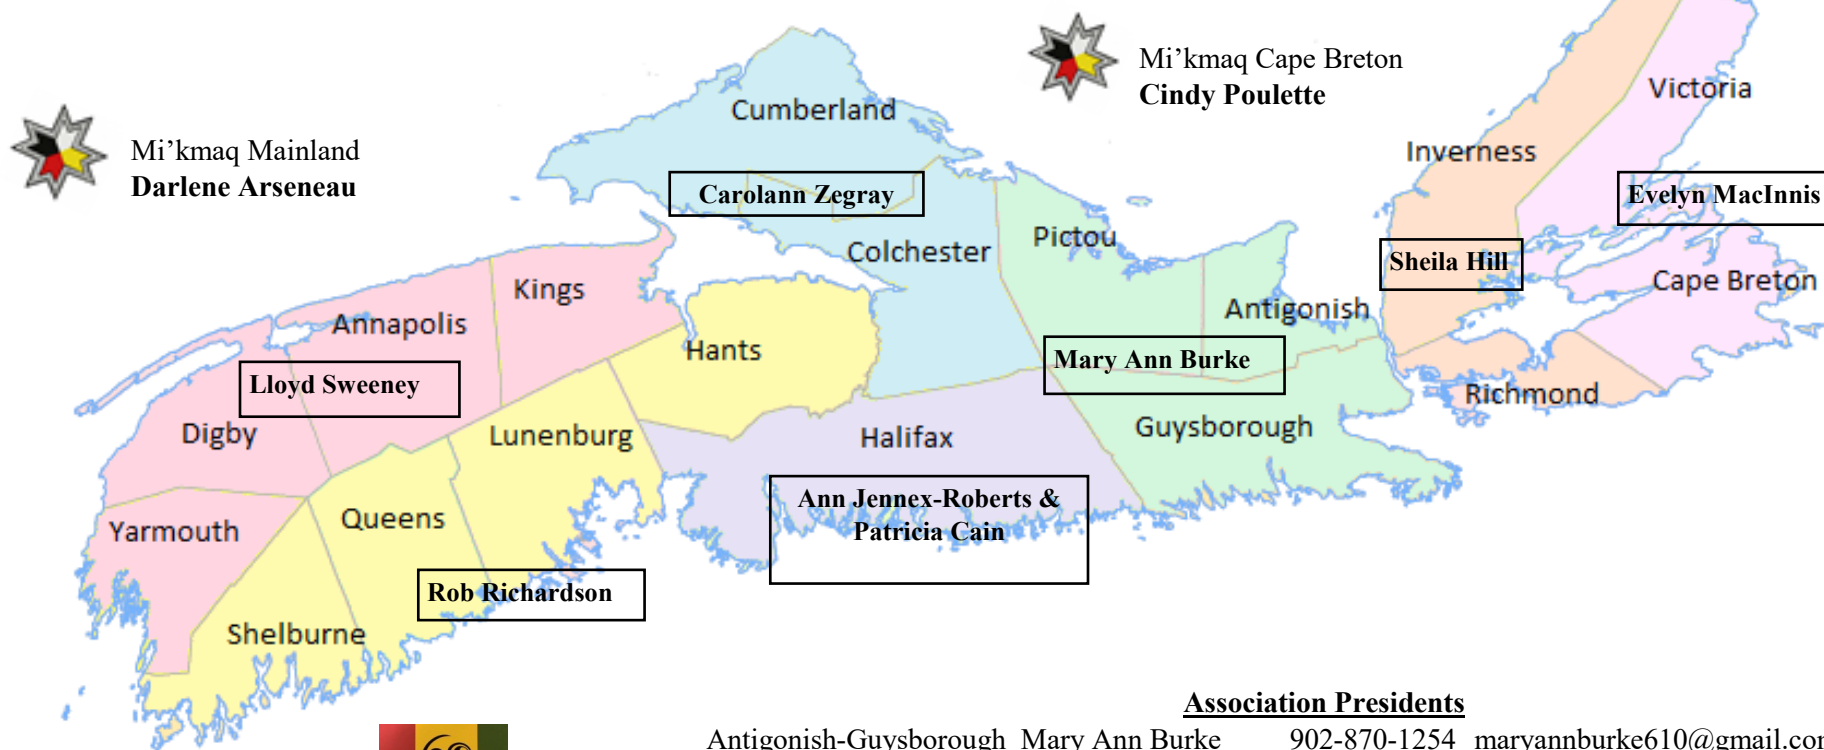 Mi'kmaq Cape Breton
Cindy Poulette
Mi'kmaq Mainland
Darlene Arseneau
Cumberland
Victoria
Inverness
Carolann Zegray
Evelyn MacInnis
Pictou
Colchester
Sheila Hill
Cape Breton
Kings
Antigonish
Annapolis
Hants
Mary Ann Burke
Lloyd Sweeney
Richmond
Digby
Lunenburg
Halifax
Guysborough
Ann Jennex-Roberts &
Patricia Cain
Queens
Yarmouth
Rob Richardson
Shelburne
Association Presidents
Antigonish-Guysborough Mary Ann Burke 902-870-1254 maryannburke610@gmail.com